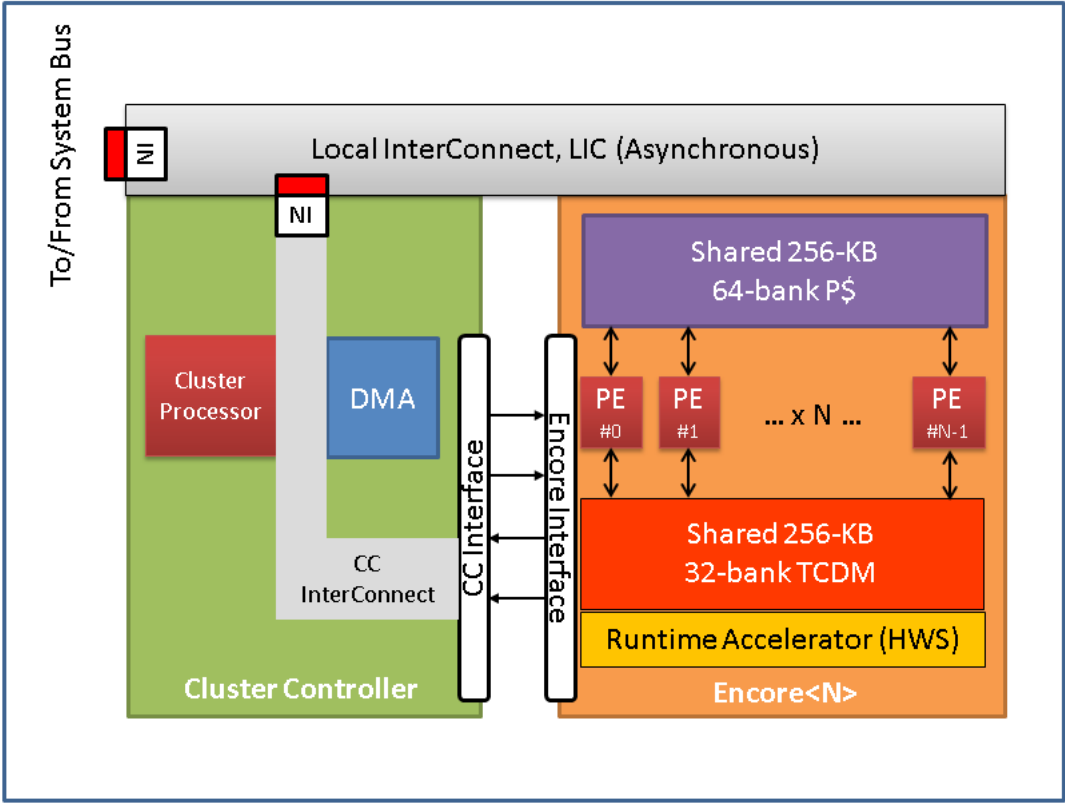 To/From System Bus
NI
Local InterConnect, LIC (Asynchronous)
NI
Cluster
Processor
DMA
CC
InterConnect
Cluster Controller
CC Interface
Encore Interface
Shared 256-KB
64-bank P$
PE
#0
PE
#1
... x N ...
PE
#N-1
Shared 256-KB
32-bank TCDM
Runtime Accelerator (HWS)
Encore<N>